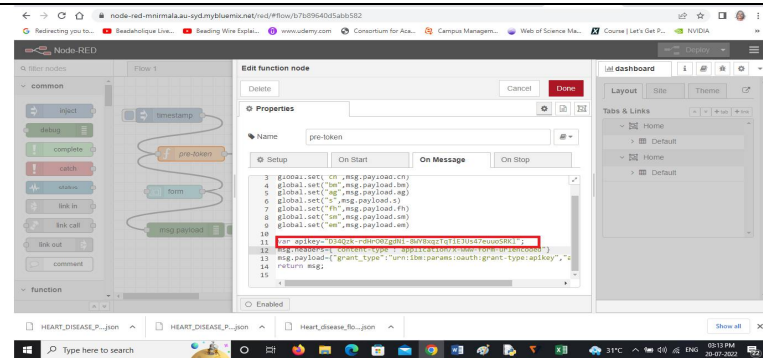 node-red-mnirmala.au-syd.mybluemix.net/red/#flow/b7b89640d5abb582
Redirecting you to... Beadaholique Live... Beading Wire Explai... www.udemy.com Consortium for Aca... Campus Managem... Web of Science Ma... Course | Let's Get P... NVIDIA
Node-RED Deploy
filter nodes Flow 1 Edit function node dashboard
common Delete Cancel Done Layout Site Theme
inject timestamp Properties Tabs & Links
debug Home
complete pre-token Name pre-token Default
catch Setup On Start On Message On Stop Home
status form Default
link in
link call msg.payload
link out
comment
function
3 global.set("cn",msg.payload.cn)
4 global.set("bm",msg.payload.bm)
5 global.set("ag",msg.payload.ag)
6 global.set("s",msg.payload.s)
7 global.set("fh",msg.payload.fh)
8 global.set("sm",msg.payload.sm)
9 global.set("em",msg.payload.em)
10
11 var apikey=
12 msg.headers={"content-type":"application/x-www-form-urlencoded"}
13 msg.payload={"grant_type":"urn:ibm:params:oauth:grant-type:apikey","a
14 return msg;
15
Enabled
HEART_DISEASE_P....json HEART_DISEASE_P....json Heart_disease_flo....json Show all
Type here to search 31°C ENG 03:13 PM
20-07-2022